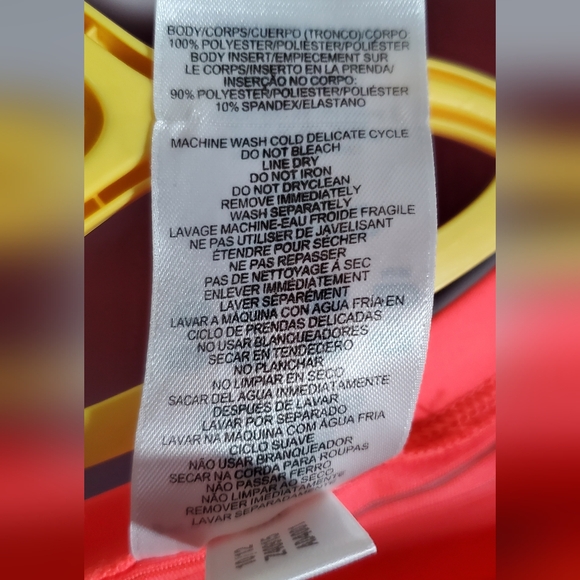 BODY/CORPS/CUERPO (TRONCO)/CORPO
100% POLYESTER/POLIÉSTER/POLIÉSTER
BODY INSERT/EMPIECEMENT SUR
LE CORPS/INSERTO EN LA PRENDA/
INSERÇÃO NO CORPO:
90% POLYESTER/POLIÉSTER/POLIÉSTER
10% SPANDEX/ELASTANO
MACHINE WASH COLD DELICATE CYCLE
DO NOT BLEACH
LINE DRY
DO NOT IRON
DO NOT DRYCLEAN
REMOVE IMMEDIATELY
WASH SEPARATELY
LAVAGE MACHINE-EAU FROIDE FRAGILE
NE PAS UTILISER DE JAVELISANT
ÉTENDRE POUR SÉCHER
NE PAS REPASSER
PAS DE NETTOYAGE À SEC
ENLEVER IMMÉDIATEMENT
LAVER SÉPARÉMENT
LAVAR A MÁQUINA CON AGUA FRÍA EN
CICLO DE PRENDAS DELICADAS
NO USAR BLANQUEADORES
SECAR EN TENDEDERO
NO PLANCHAR
NO LIMPIAR EN SECO
SACAR DEL AGUA INMEDIATAMENTE
DESPUÉS DE LAVAR
LAVAR POR SEPARADO
LAVAR NA MÁQUINA COM ÁGUA FRIA
CICLO SUAVE
NÃO USAR BRANQUEADOR
SECAR NA CORDA PARA ROUPAS
NÃO PASSAR FERRO
NÃO LIMPAR AO SECO
REMOVER IMEDIATAMENTE
LAVAR SEPARADAMENTE